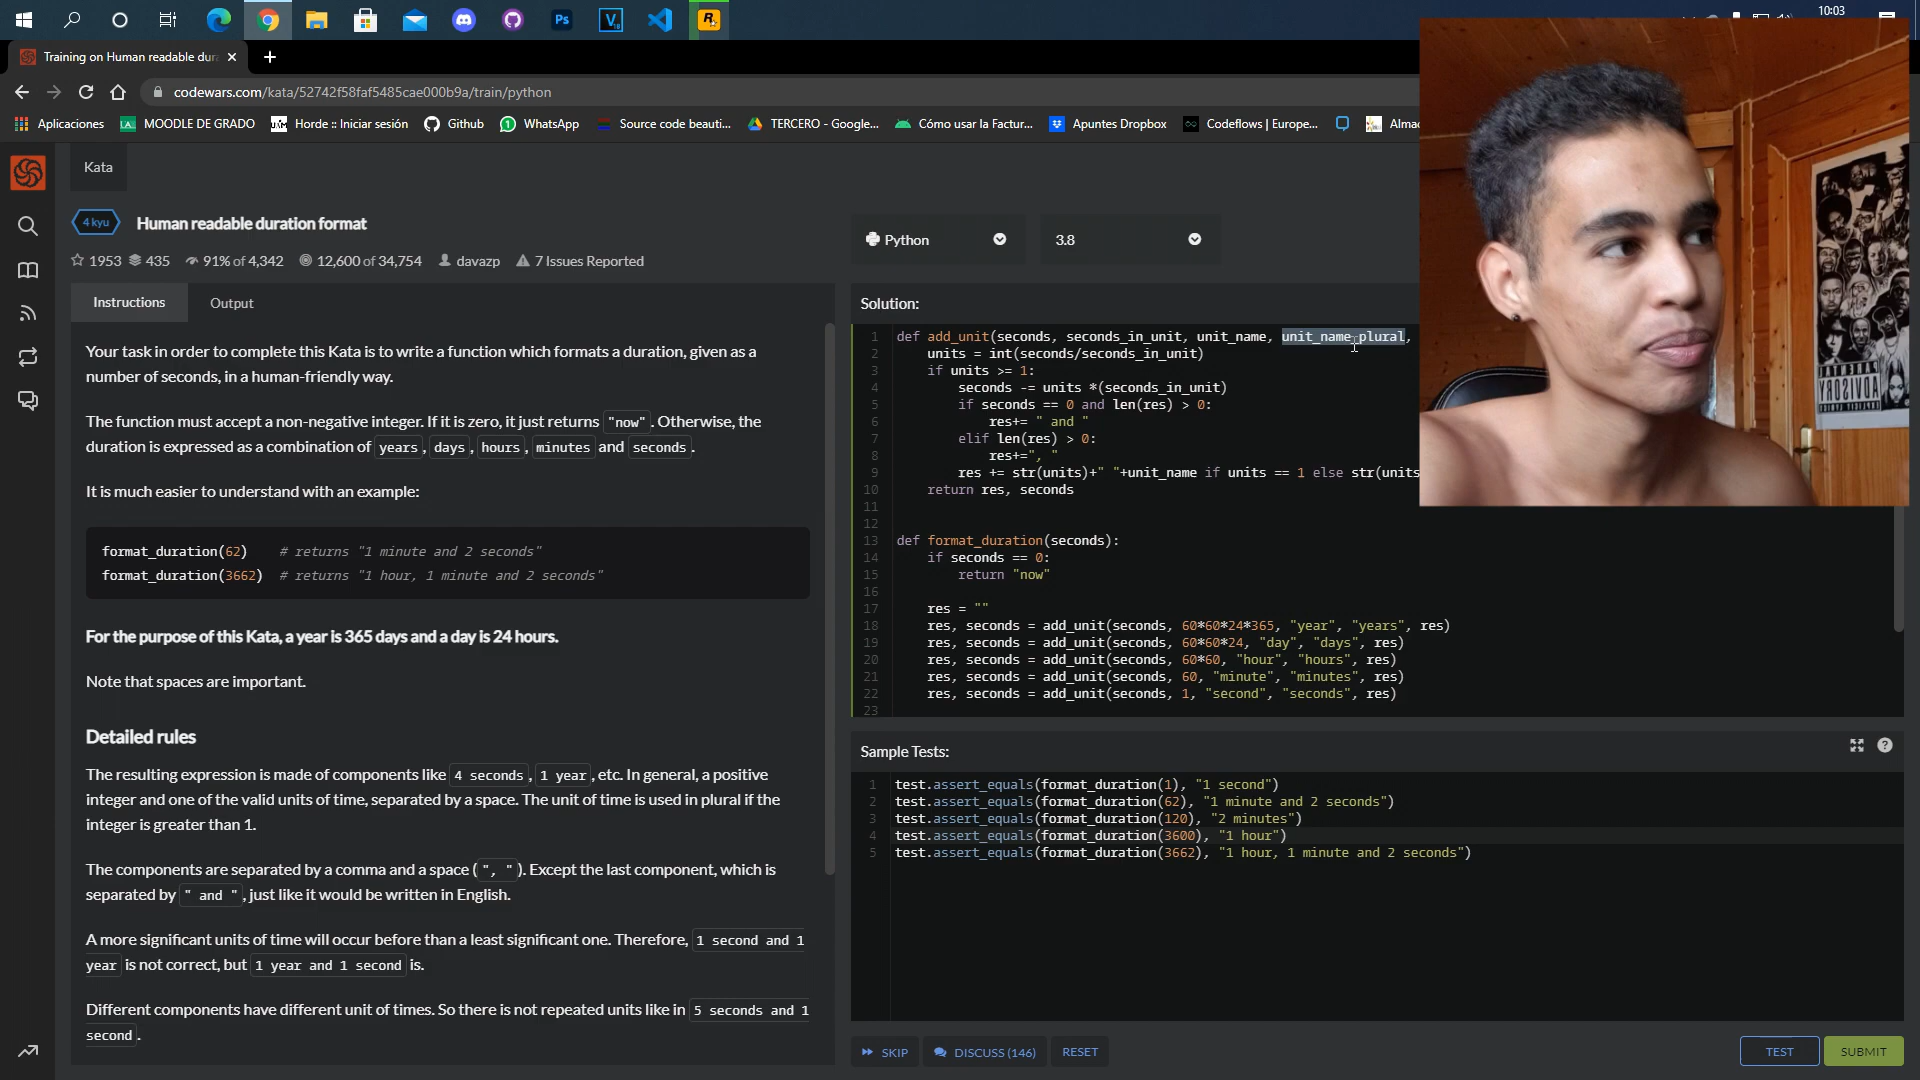 10:03
Training on Human readable dur
codewars.com/kata/52742f58faf5485cae000b9a/train/python
Aplicaciones
MOODLE DE GRADO
Horde :: Iniciar sesión
Github
WhatsApp
Source code beauti...
TERCERO - Google...
Cómo usar la Factur...
Apuntes Dropbox
Codeflows | Europe...
Almac
Kata
4 kyu
Human readable duration format
1953 435 91% of 4,342 12,600 of 34,754 davazp 7 Issues Reported
Python
3.8
Instructions
Output
Your task in order to complete this Kata is to write a function which formats a duration, given as a
number of seconds, in a human-friendly way.
The function must accept a non-negative integer. If it is zero, it just returns "now". Otherwise, the
duration is expressed as a combination of years, days, hours, minutes and seconds.
It is much easier to understand with an example:
format_duration(62) # returns "1 minute and 2 seconds"
format_duration(3662) # returns "1 hour, 1 minute and 2 seconds"
For the purpose of this Kata, a year is 365 days and a day is 24 hours.
Note that spaces are important.
Detailed rules
The resulting expression is made of components like 4 seconds, 1 year, etc. In general, a positive
integer and one of the valid units of time, separated by a space. The unit of time is used in plural if the
integer is greater than 1.
The components are separated by a comma and a space (", "). Except the last component, which is
separated by " and ", just like it would be written in English.
A more significant units of time will occur before than a least significant one. Therefore, 1 second and 1
year is not correct, but 1 year and 1 second is.
Different components have different unit of times. So there is not repeated units like in 5 seconds and 1
second.
Solution:
1 def add_unit(seconds, seconds_in_unit, unit_name, unit_name_plural,
2 units = int(seconds/seconds_in_unit)
3 if units >= 1:
4 seconds -= units *(seconds_in_unit)
5 if seconds == 0 and len(res) > 0:
6 res+= " and "
7 elif len(res) > 0:
8 res+=", "
9 res += str(units)+" "+unit_name if units == 1 else str(units
10 return res, seconds
11
12
13 def format_duration(seconds):
14 if seconds == 0:
15 return "now"
16
17 res = ""
18 res, seconds = add_unit(seconds, 60*60*24*365, "year", "years", res)
19 res, seconds = add_unit(seconds, 60*60*24, "day", "days", res)
20 res, seconds = add_unit(seconds, 60*60, "hour", "hours", res)
21 res, seconds = add_unit(seconds, 60, "minute", "minutes", res)
22 res, seconds = add_unit(seconds, 1, "second", "seconds", res)
23
Sample Tests:
1 test.assert_equals(format_duration(1), "1 second")
2 test.assert_equals(format_duration(62), "1 minute and 2 seconds")
3 test.assert_equals(format_duration(120), "2 minutes")
4 test.assert_equals(format_duration(3600), "1 hour")
5 test.assert_equals(format_duration(3662), "1 hour, 1 minute and 2 seconds")
SKIP
DISCUSS (146)
RESET
TEST
SUBMIT